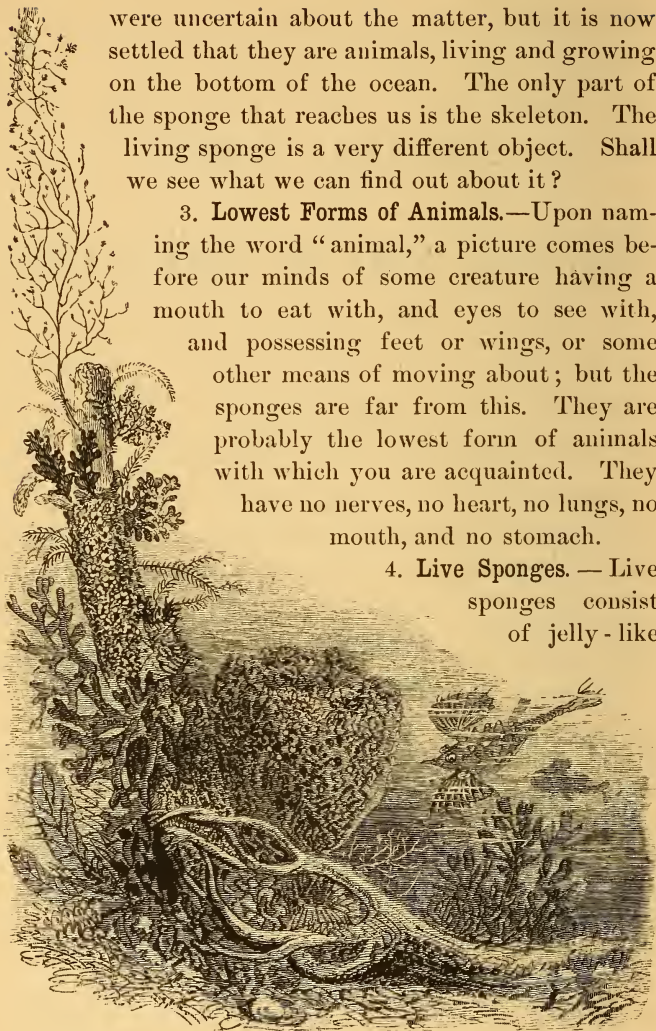 were uncertain about the matter, but it is now
settled that they are animals, living and growing
on the bottom of the ocean. The only part of
the sponge that reaches us is the skeleton. The
living sponge is a very different object. Shall
we see what we can find out about it?
3. Lowest Forms of Animals.—Upon nam-
ing the word “animal,” a picture comes be-
fore our minds of some creature having a
mouth to eat with, and eyes to see with,
and possessing feet or wings, or some
other means of moving about; but the
sponges are far from this. They are
probably the lowest form of animals
with which you are acquainted. They
have no nerves, no heart, no lungs, no
mouth, and no stomach.
4. Live Sponges. — Live
sponges consist
of jelly-like